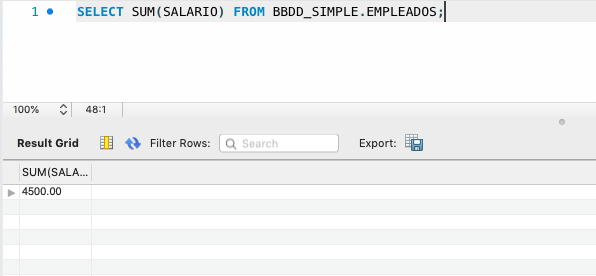 1 SELECT SUM(SALARIO) FROM BBDD_SIMPLE.EMPLEADOS;
100% 48:1
Result Grid Filter Rows: Search Export:
SUM(SALA...
4500.00